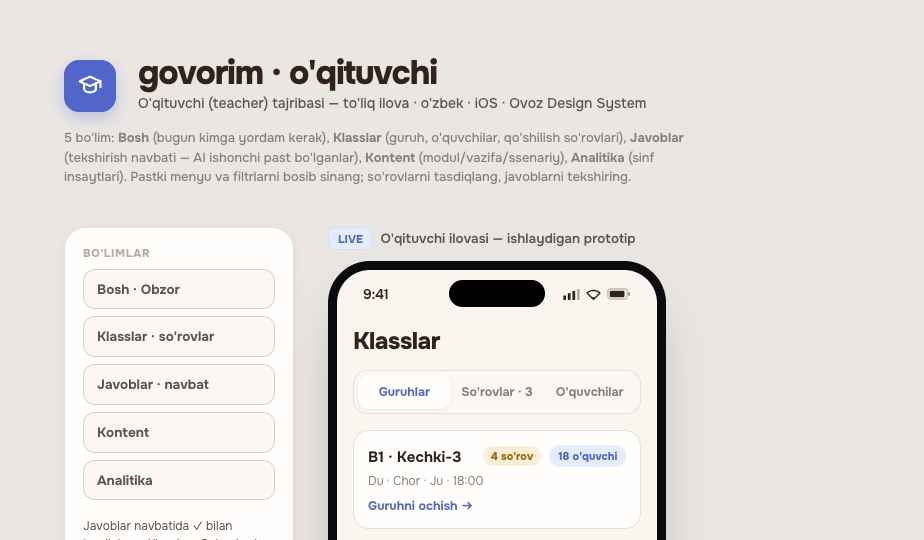 govorim · o'qituvchi
O'qituvchi (teacher) tajribasi — to'liq ilova · o'zbek · iOS · Ovoz Design System
5 bo'lim: Bosh (bugun kimga yordam kerak), Klasslar (guruh, o'quvchilar, qo'shilish so'rovlari), Javoblar
(tekshirish navbati — AI ishonchi past bo'lganlar), Kontent (modul/vazifa/ssenariy), Analitika (sinf
insaytlari). Pastki menyu va filtrlarni bosib sinang; so'rovlarni tasdiqlang, javoblarni tekshiring.
BO'LIMLAR
Bosh · Obzor
Klasslar · so'rovlar
Javoblar · navbat
Kontent
Analitika
Javoblar navbatida ✓ bilan
LIVE O'qituvchi ilovasi — ishlaydigan prototip
9:41
Klasslar
Guruhlar So'rovlar · 3 O'quvchilar
B1 · Kechki-3 4 so'rov 18 o'quvchi
Du · Chor · Ju · 18:00
Guruhni ochish →